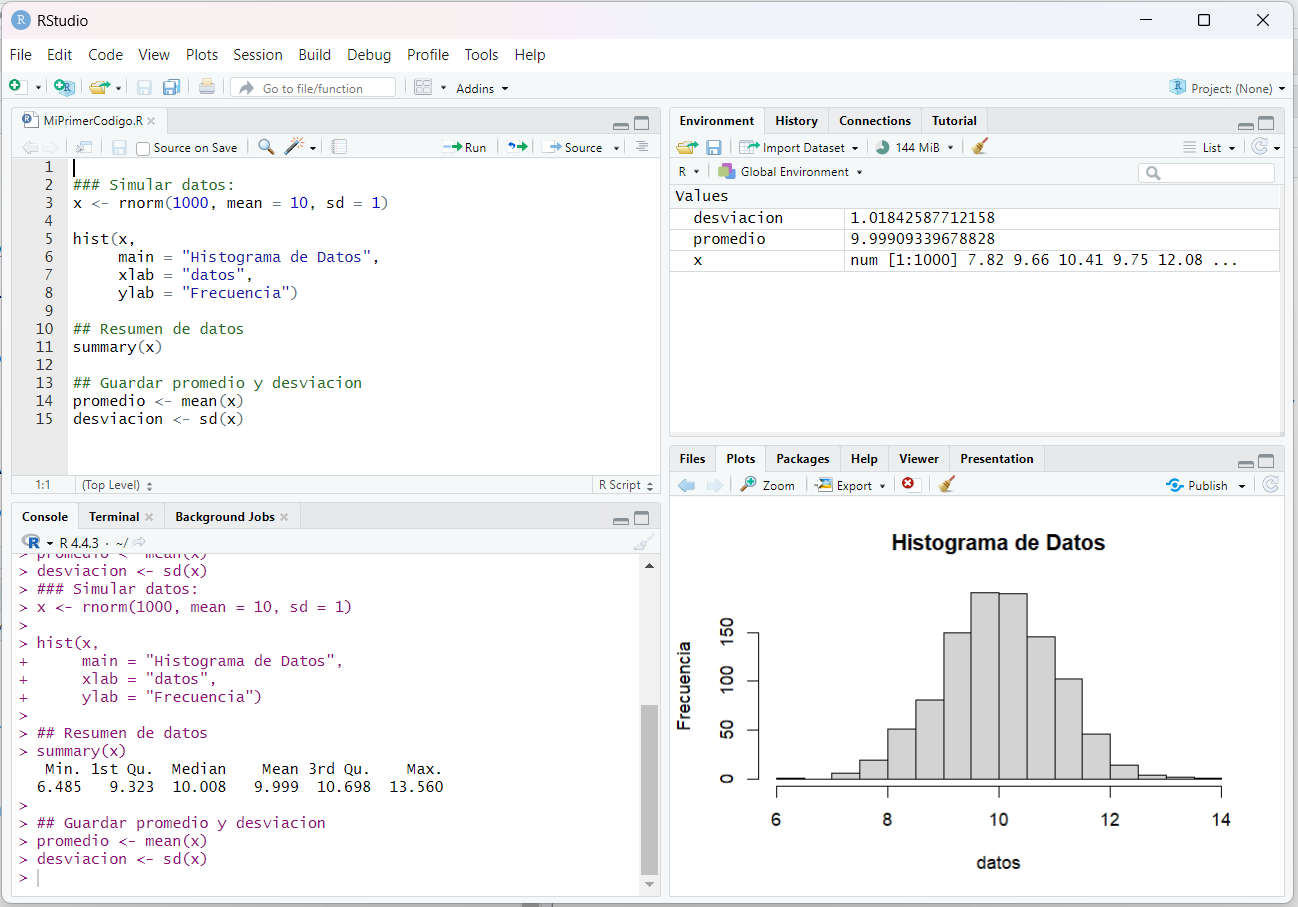 RStudio
File Edit Code View Plots Session Build Debug Profile Tools Help
Go to file/function Addins Project: (None)
MiPrimerCodigo.R
Source on Save Run Source
1
2 ### Simular datos:
3 x <- rnorm(1000, mean = 10, sd = 1)
4
5 hist(x,
6 main = "Histograma de Datos",
7 xlab = "datos",
8 ylab = "Frecuencia")
9
10 ## Resumen de datos
11 summary(x)
12
13 ## Guardar promedio y desviacion
14 promedio <- mean(x)
15 desviacion <- sd(x)
1:1 (Top Level) R Script
Console Terminal Background Jobs
R 4.4.3 · ~/
> promedio <- mean(x)
> desviacion <- sd(x)
> ### Simular datos:
> x <- rnorm(1000, mean = 10, sd = 1)
>
> hist(x,
+ main = "Histograma de Datos",
+ xlab = "datos",
+ ylab = "Frecuencia")
>
> ## Resumen de datos
> summary(x)
Min. 1st Qu. Median Mean 3rd Qu. Max.
6.485 9.323 10.008 9.999 10.698 13.560
>
> ## Guardar promedio y desviacion
> promedio <- mean(x)
> desviacion <- sd(x)
>
Environment History Connections Tutorial
Import Dataset 144 MiB List
R Global Environment
Values
desviacion 1.01842587712158
promedio 9.99909339678828
x num [1:1000] 7.82 9.66 10.41 9.75 12.08 ...
Files Plots Packages Help Viewer Presentation
Zoom Export Publish
Histograma de Datos
Frecuencia
150
100
50
0
6 8 10 12 14
datos